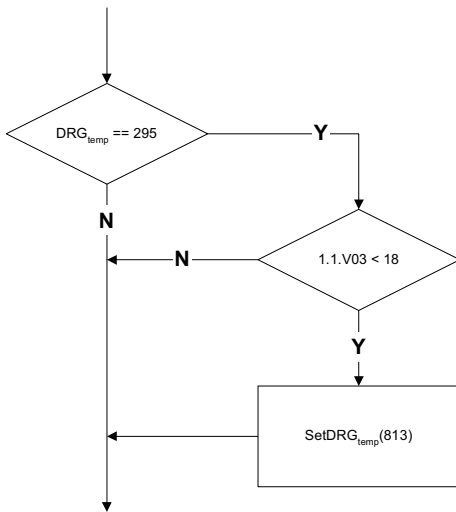 DRGtemp == 295
Y
N
N
1.1.V03 < 18
Y
SetDRGtemp(813)